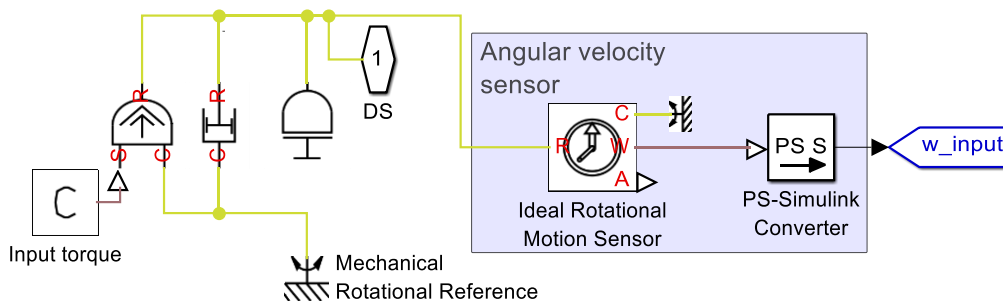 Angular velocity
sensor
1
DS
R
R
S
C
C
C
Input torque
R
C
W
A
Ideal Rotational
Motion Sensor
PS S
PS-Simulink
Converter
w_input
Mechanical
Rotational Reference